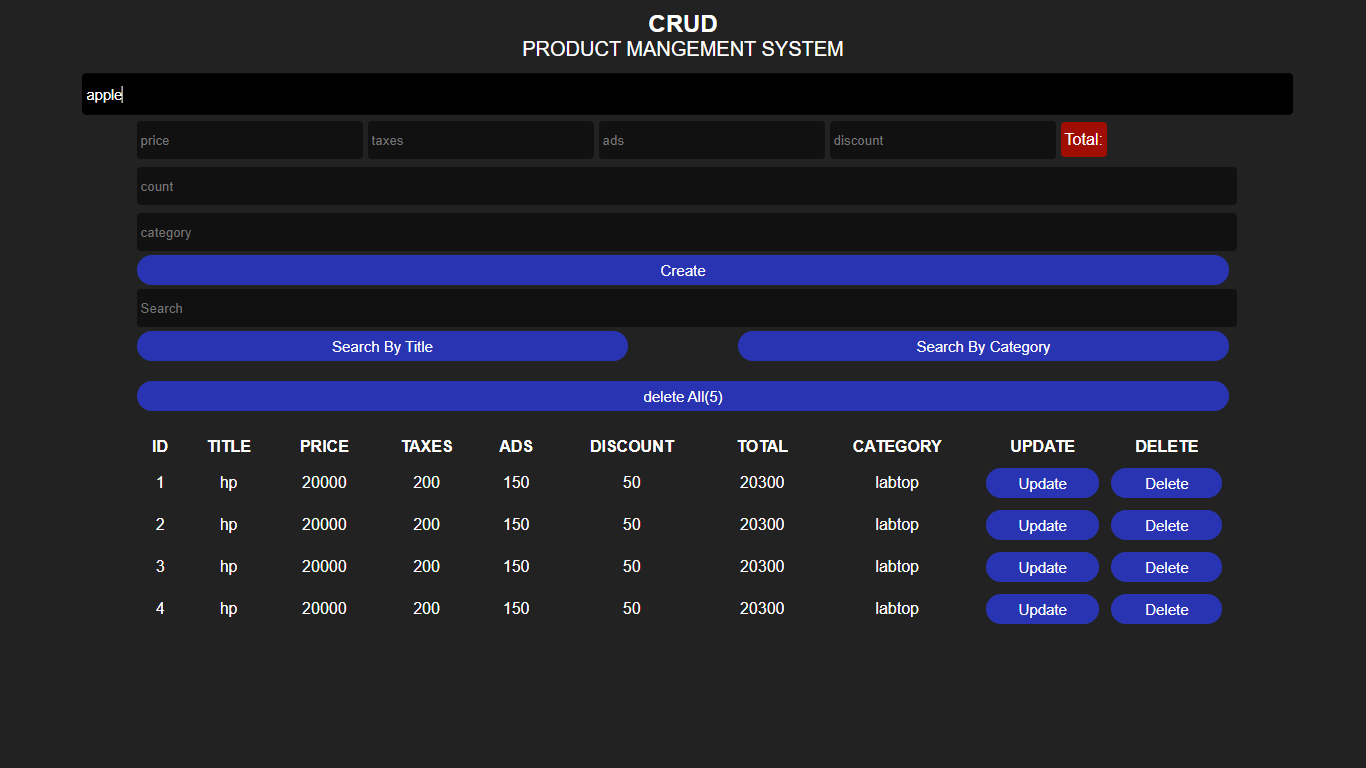 CRUD
PRODUCT MANGEMENT SYSTEM
apple
price taxes ads discount Total:
count
category
Create
Search
Search By Title Search By Category
delete All(5)
ID TITLE PRICE TAXES ADS DISCOUNT TOTAL CATEGORY UPDATE DELETE
1 hp 20000 200 150 50 20300 labtop Update Delete
2 hp 20000 200 150 50 20300 labtop Update Delete
3 hp 20000 200 150 50 20300 labtop Update Delete
4 hp 20000 200 150 50 20300 labtop Update Delete